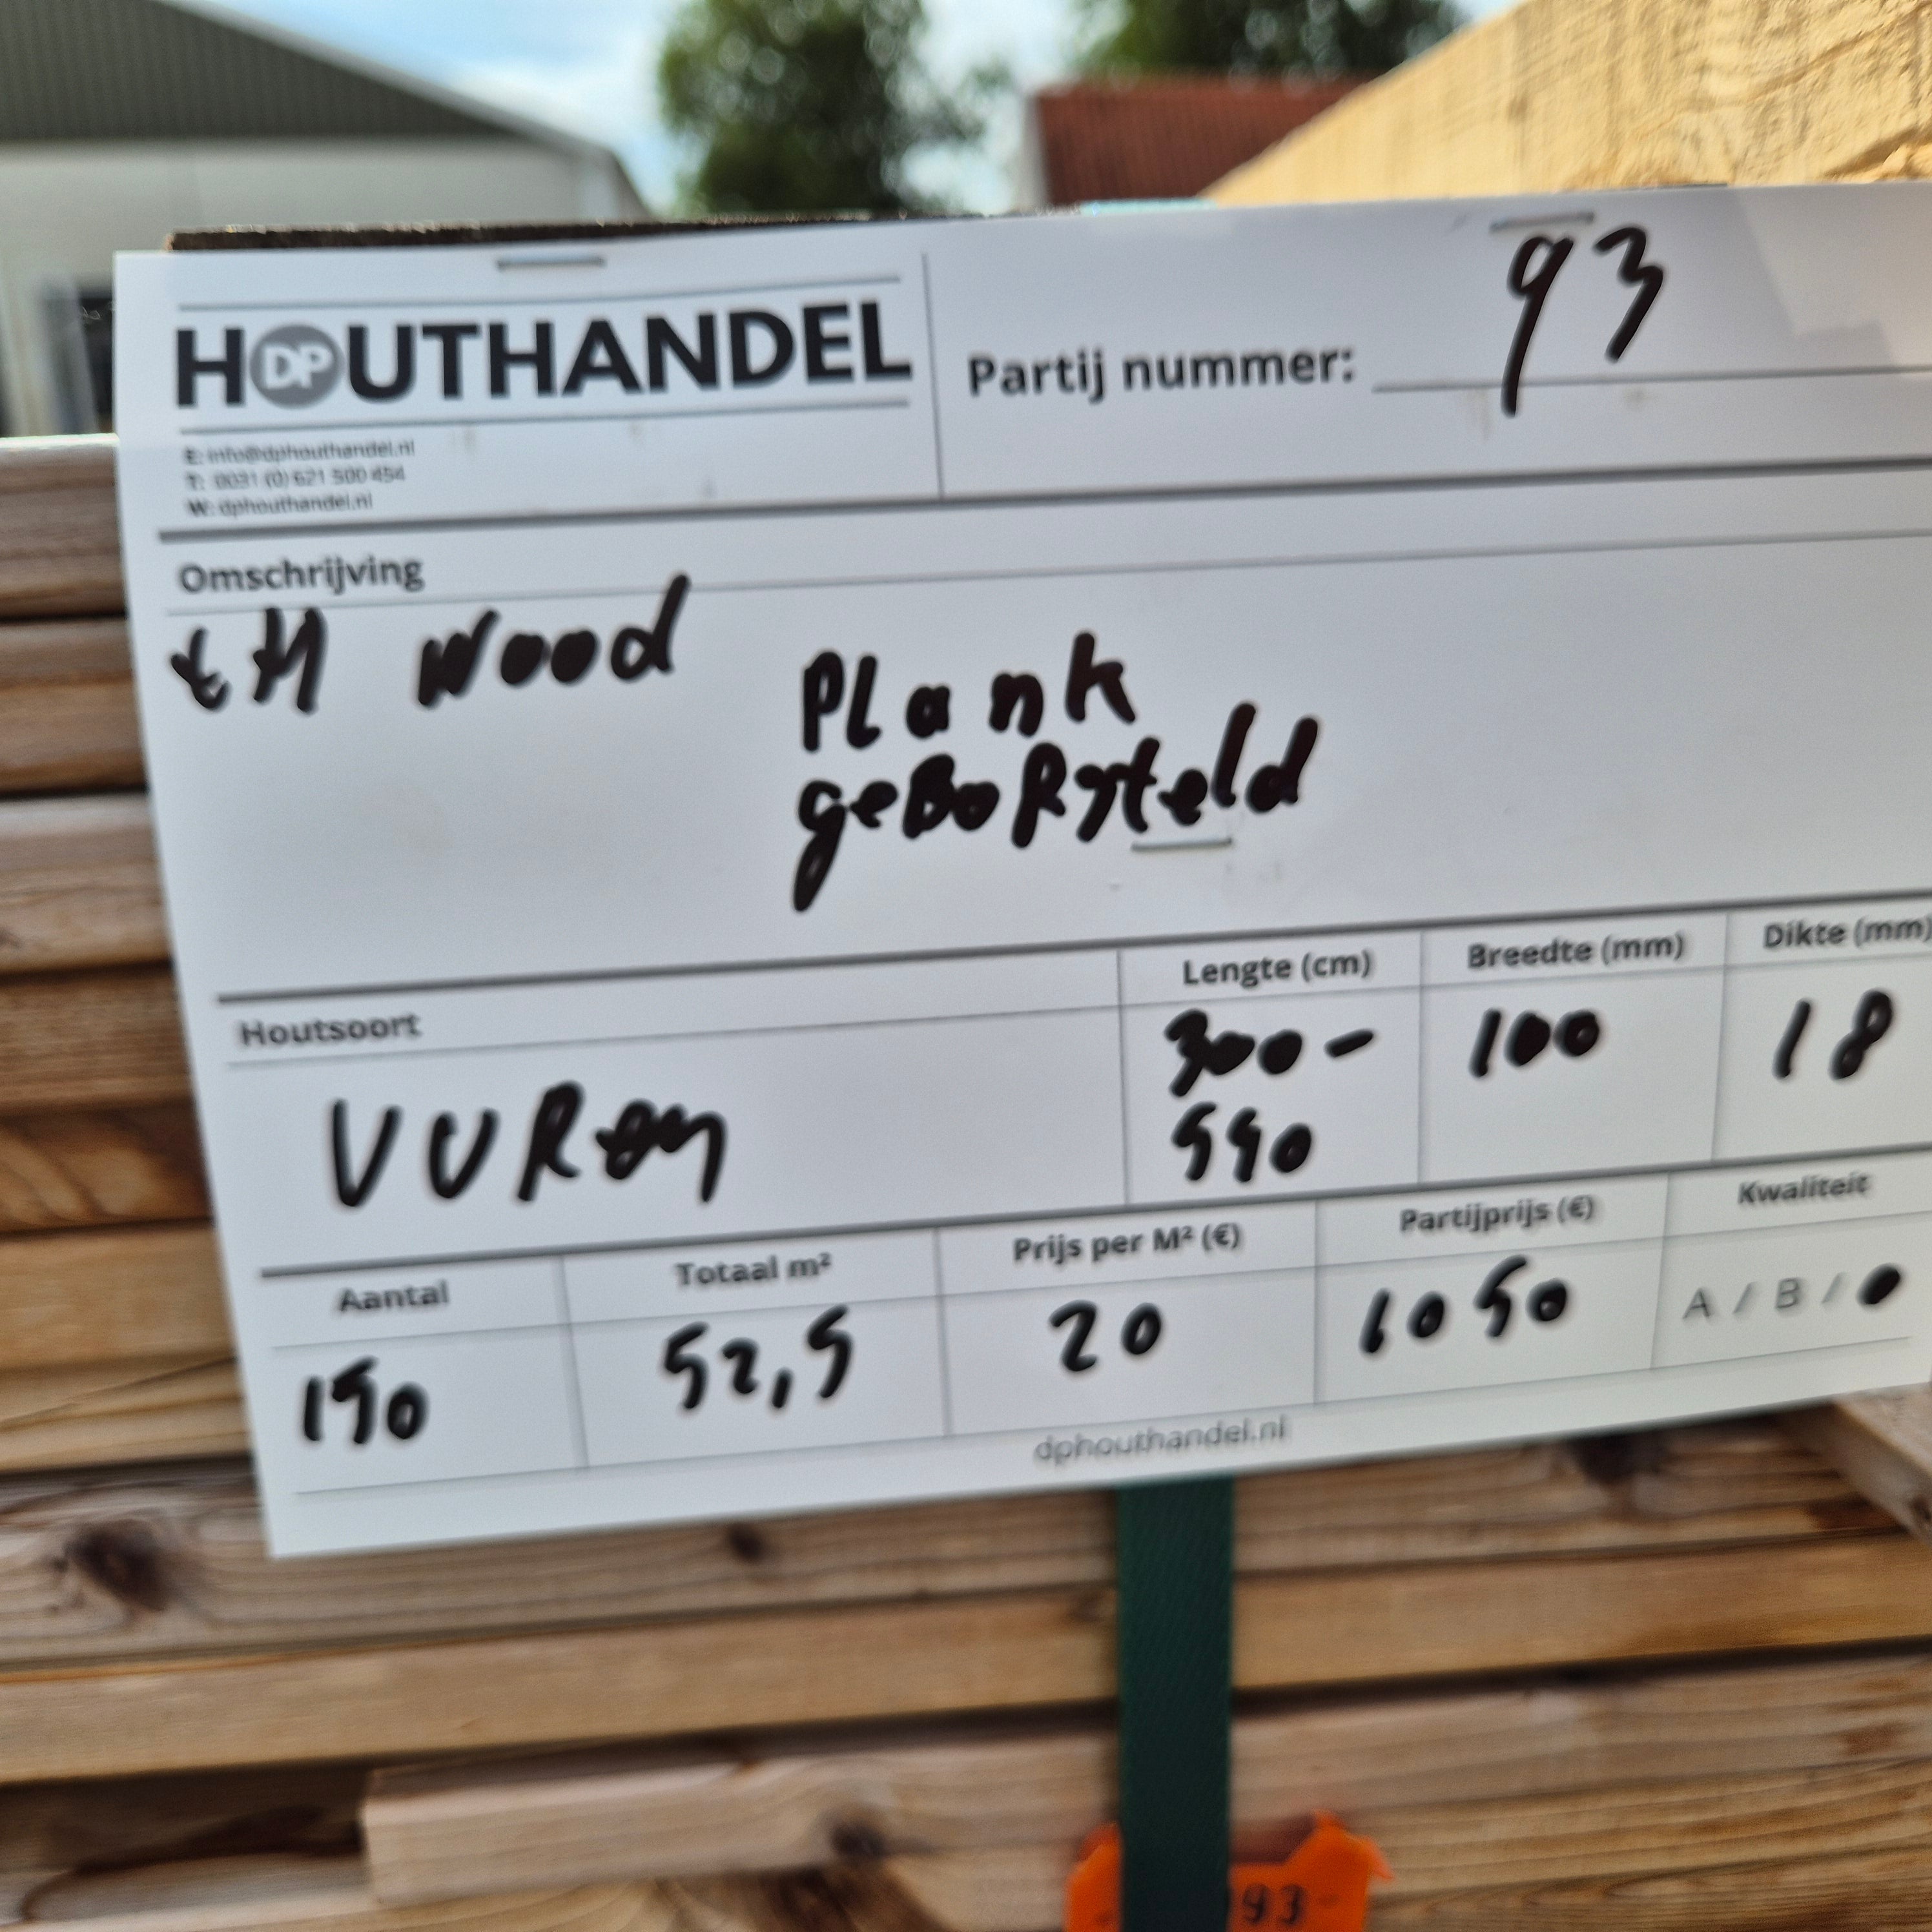 HOUTHANDEL
DP
Partij nummer: 93
E: info@dphouthandel.nl
T: 0031 (0) 621 500 454
W: dphouthandel.nl
Omschrijving
tH Wood
Plank
geBoRsteld
Lengte (cm)
Breedte (mm)
Dikte (mm)
Houtsoort
300-
100
18
VURen
550
Aantal
Totaal m²
Prijs per M² (€)
Partijprijs (€)
Kwaliteit
150
52,5
20
1050
A / B /
dphouthandel.nl
93